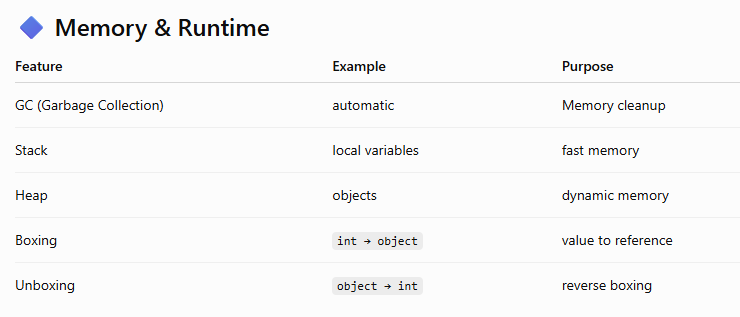 Memory & Runtime
Feature Example Purpose
GC (Garbage Collection) automatic Memory cleanup
Stack local variables fast memory
Heap objects dynamic memory
Boxing int → object value to reference
Unboxing object → int reverse boxing